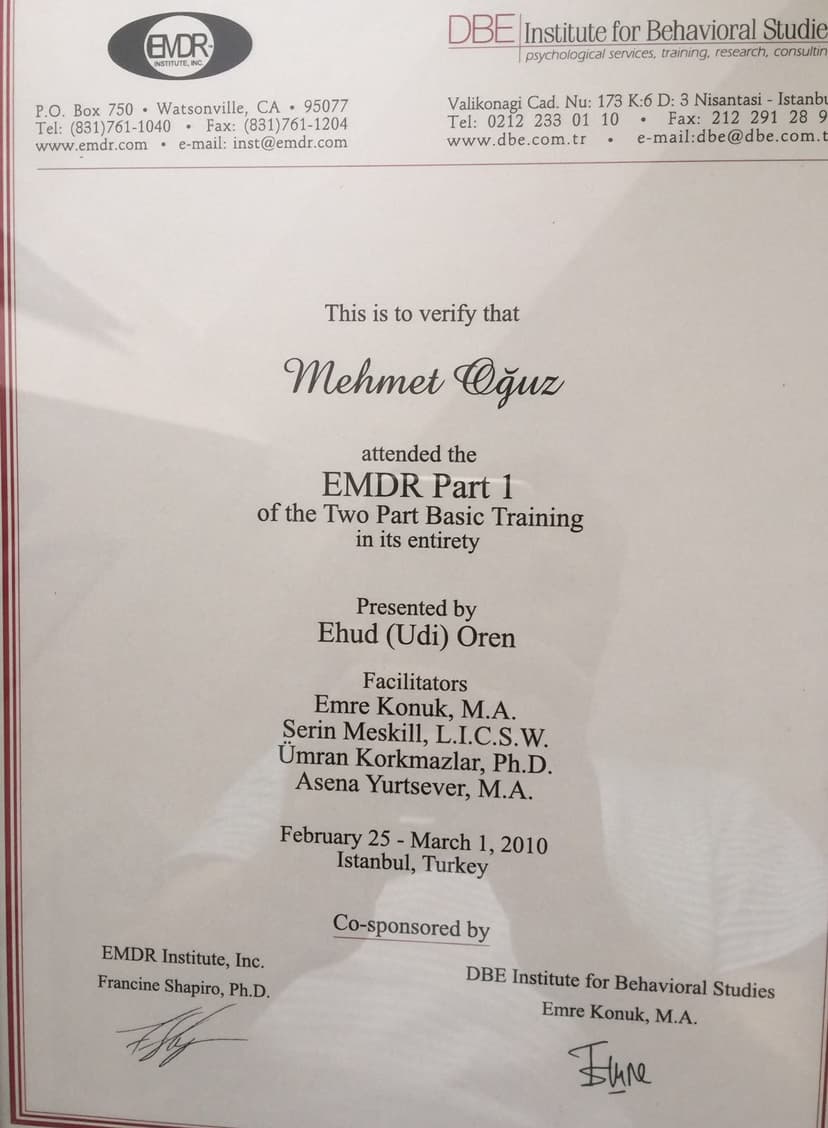 EMDR
INSTITUTE, INC.
P.O. Box 750 • Watsonville, CA • 95077
Tel: (831)761-1040 • Fax: (831)761-1204
www.emdr.com • e-mail: inst@emdr.com
DBE Institute for Behavioral Studie
psychological services, training, research, consultin
Valikonagi Cad. Nu: 173 K:6 D: 3 Nisantasi - Istanbu
Tel: 0212 233 01 10 • Fax: 212 291 28 9
www.dbe.com.tr • e-mail:dbe@dbe.com.t
This is to verify that
Mehmet Oğuz
attended the
EMDR Part 1
of the Two Part Basic Training
in its entirety
Presented by
Ehud (Udi) Oren
Facilitators
Emre Konuk, M.A.
Serin Meskill, L.I.C.S.W.
Ümran Korkmazlar, Ph.D.
Asena Yurtsever, M.A.
February 25 - March 1, 2010
Istanbul, Turkey
Co-sponsored by
EMDR Institute, Inc.
Francine Shapiro, Ph.D.
DBE Institute for Behavioral Studies
Emre Konuk, M.A.